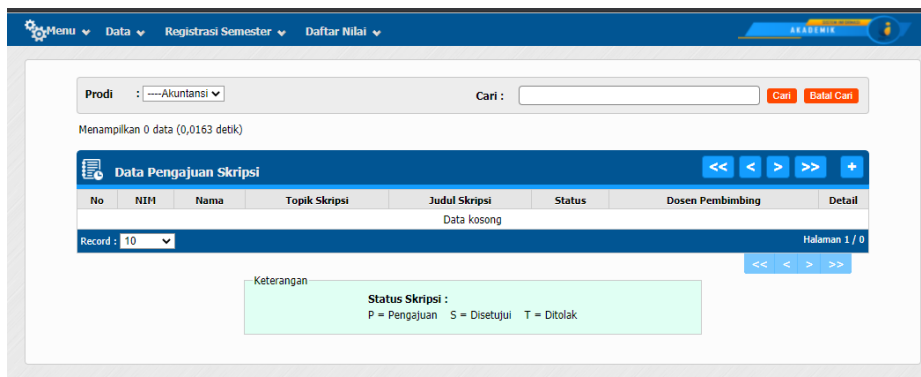 Menu Data Registrasi Semester Daftar Nilai
AKADEMIK
Prodi : ----Akuntansi Cari : Cari Batal Cari
Menampilkan 0 data (0,0163 detik)
Data Pengajuan Skripsi << < > >> +
No NIM Nama Topik Skripsi Judul Skripsi Status Dosen Pembimbing Detail
Data kosong
Record : 10 Halaman 1 / 0
<< < > >>
Keterangan
Status Skripsi :
P = Pengajuan S = Disetujui T = Ditolak